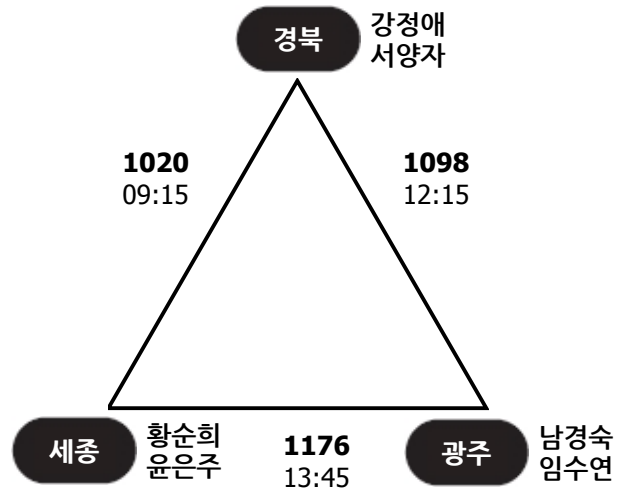 경북
강정애
서양자
1020
09:15
1098
12:15
세종
황순희
윤은주
1176
13:45
광주
남경숙
임수연